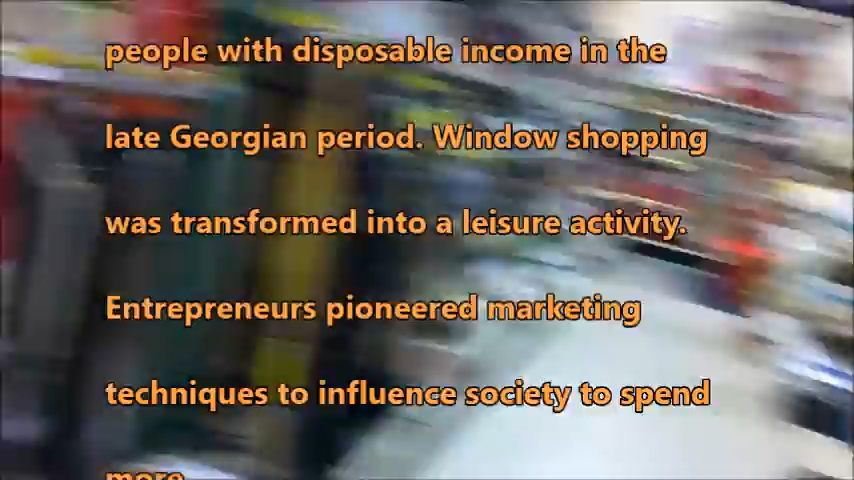 people with disposable income in the
late Georgian period. Window shopping
was transformed into a leisure activity.
Entrepreneurs pioneered marketing
techniques to influence society to spend
more